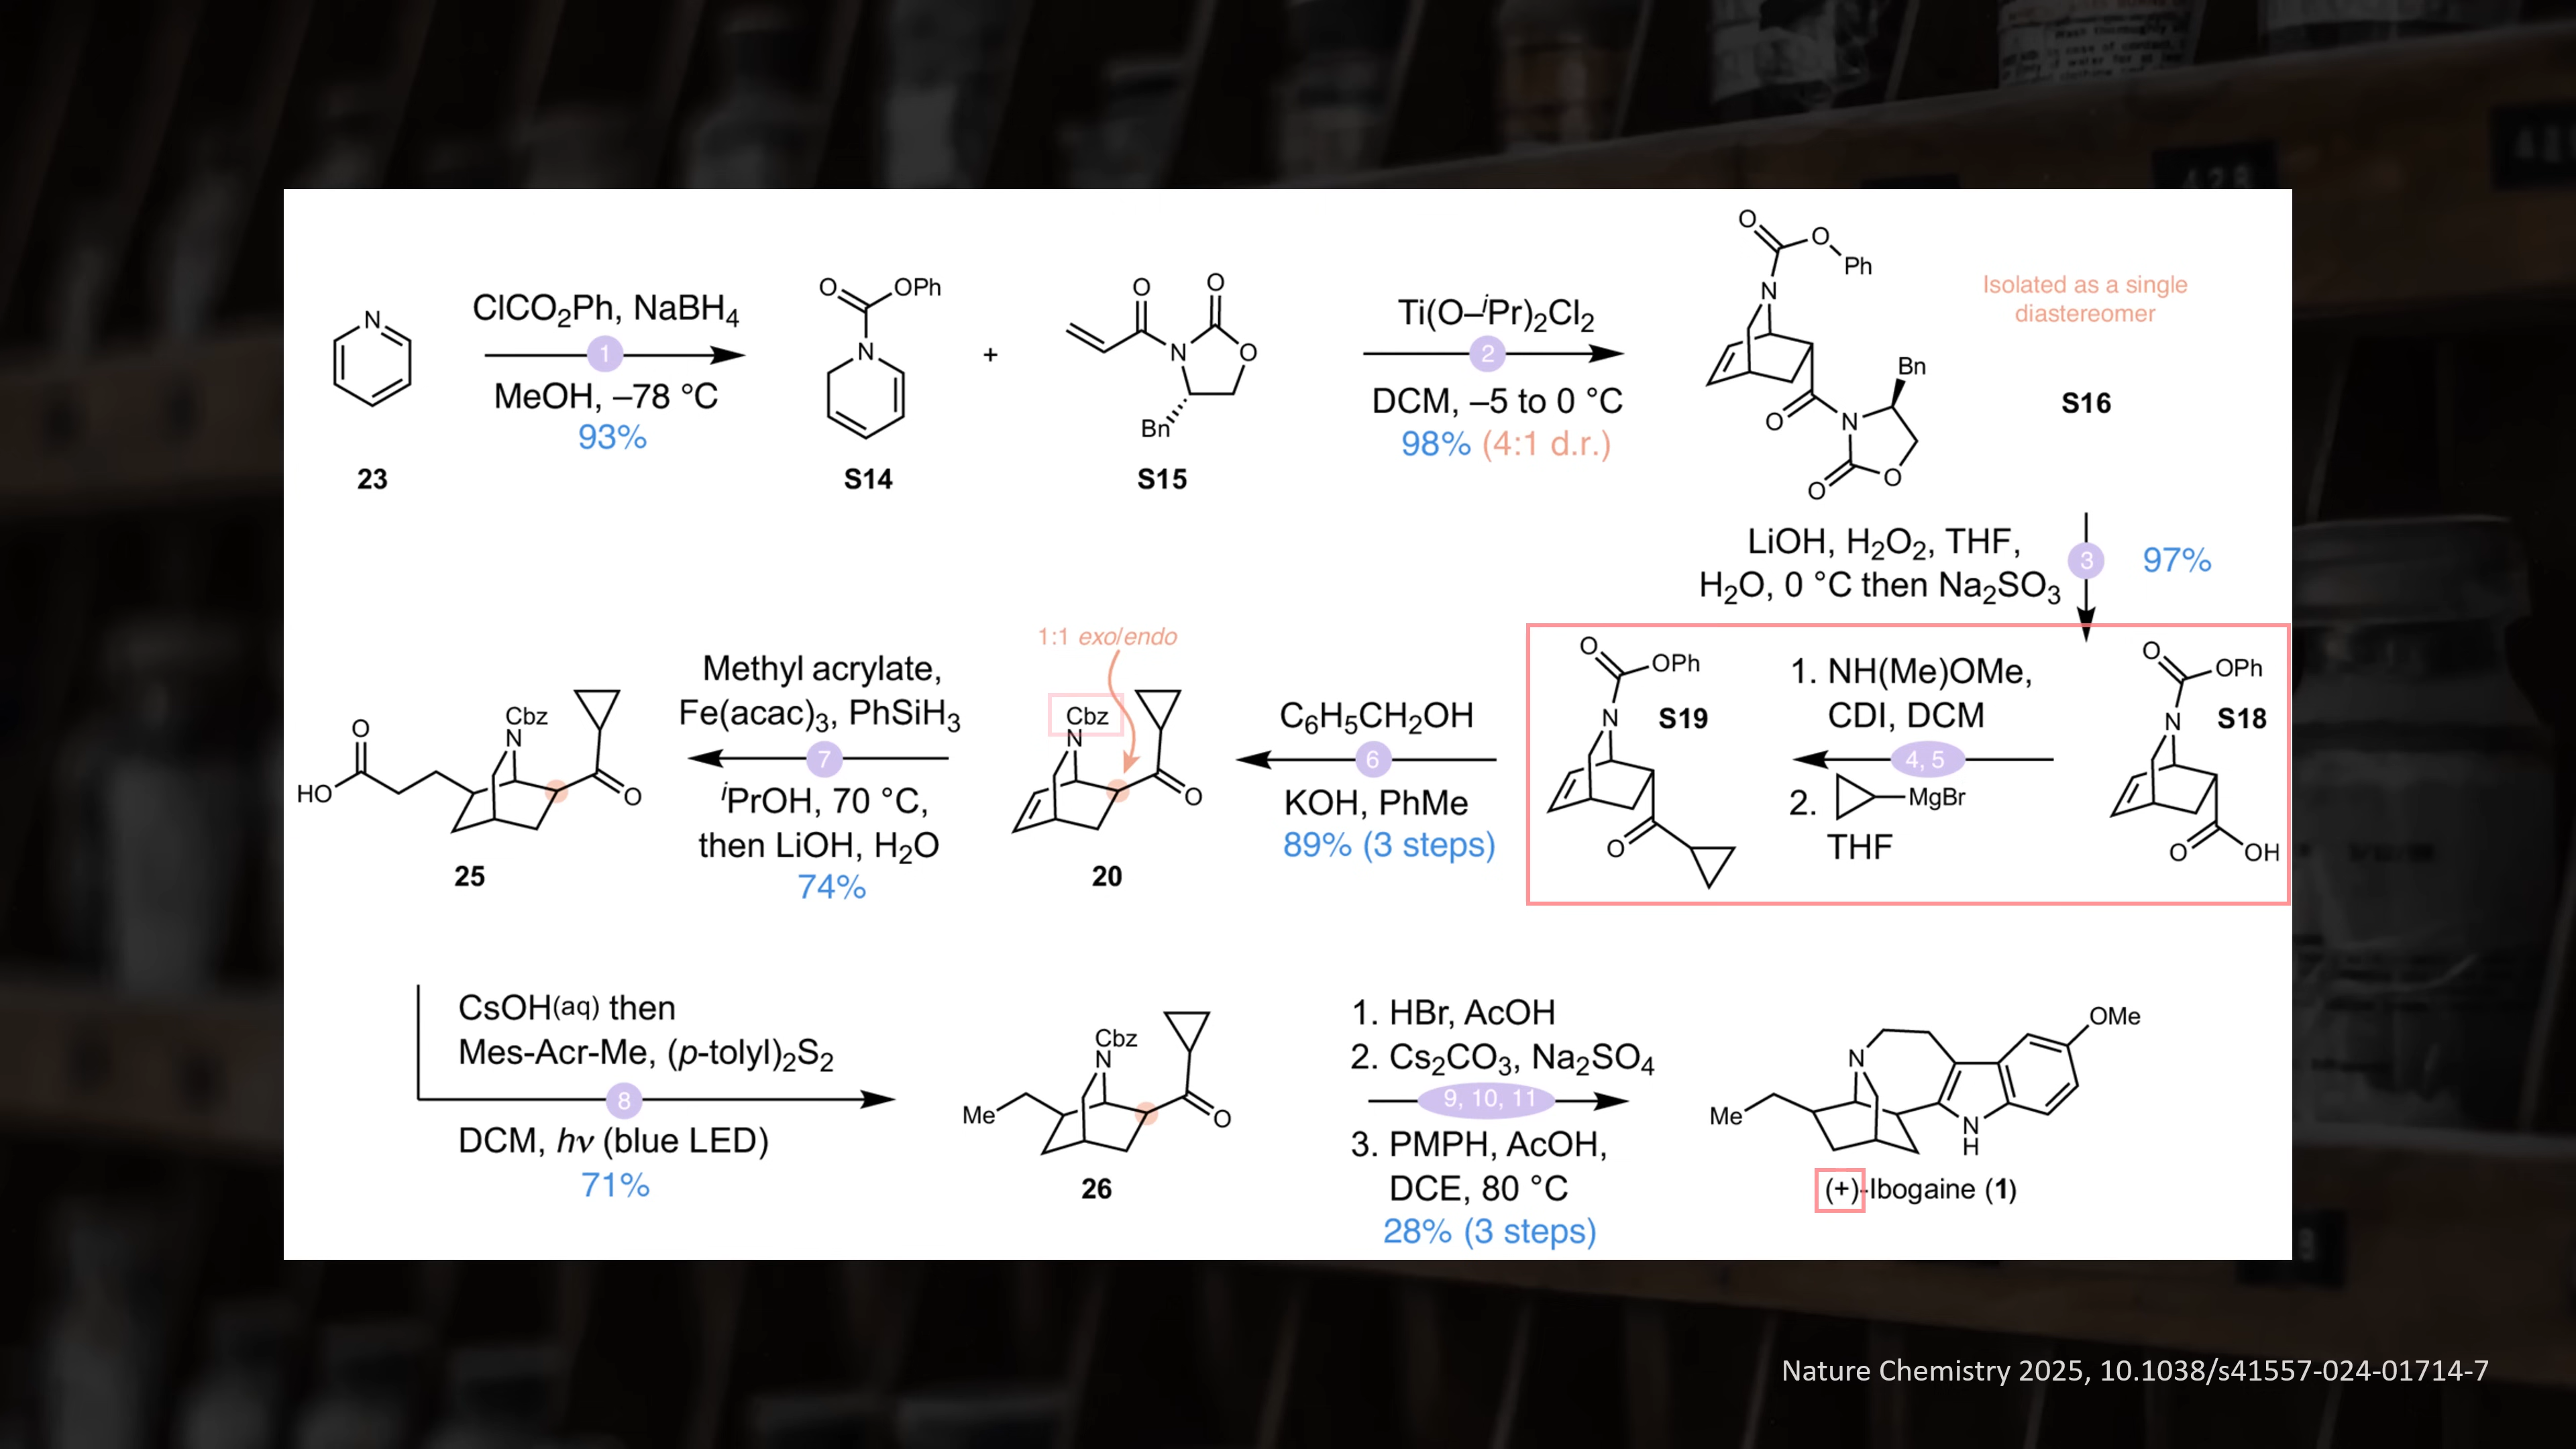 ClCO2Ph, NaBH4
1
MeOH, –78 °C
93%
N
23
O
OPh
N
S14
+
O
O
N
O
Bn
S15
Ti(O–iPr)2Cl2
2
DCM, –5 to 0 °C
98% (4:1 d.r.)
O
O
Ph
N
Bn
O
N
O
O
Isolated as a single
diastereomer
S16
LiOH, H2O2, THF,
H2O, 0 °C then Na2SO3
3
97%
O
OPh
N
S18
O
OH
1. NH(Me)OMe,
CDI, DCM
4, 5
2.
MgBr
THF
O
OPh
N
S19
O
C6H5CH2OH
6
KOH, PhMe
89% (3 steps)
1:1 exo/endo
Cbz
N
O
20
Methyl acrylate,
Fe(acac)3, PhSiH3
7
iPrOH, 70 °C,
then LiOH, H2O
74%
O
HO
Cbz
N
O
25
CsOH(aq) then
Mes-Acr-Me, (p-tolyl)2S2
8
DCM, hν (blue LED)
71%
Cbz
N
Me
O
26
1. HBr, AcOH
2. Cs2CO3, Na2SO4
9, 10, 11
3. PMPH, AcOH,
DCE, 80 °C
28% (3 steps)
OMe
N
Me
N
H
(+)-Ibogaine (1)
Nature Chemistry 2025, 10.1038/s41557-024-01714-7